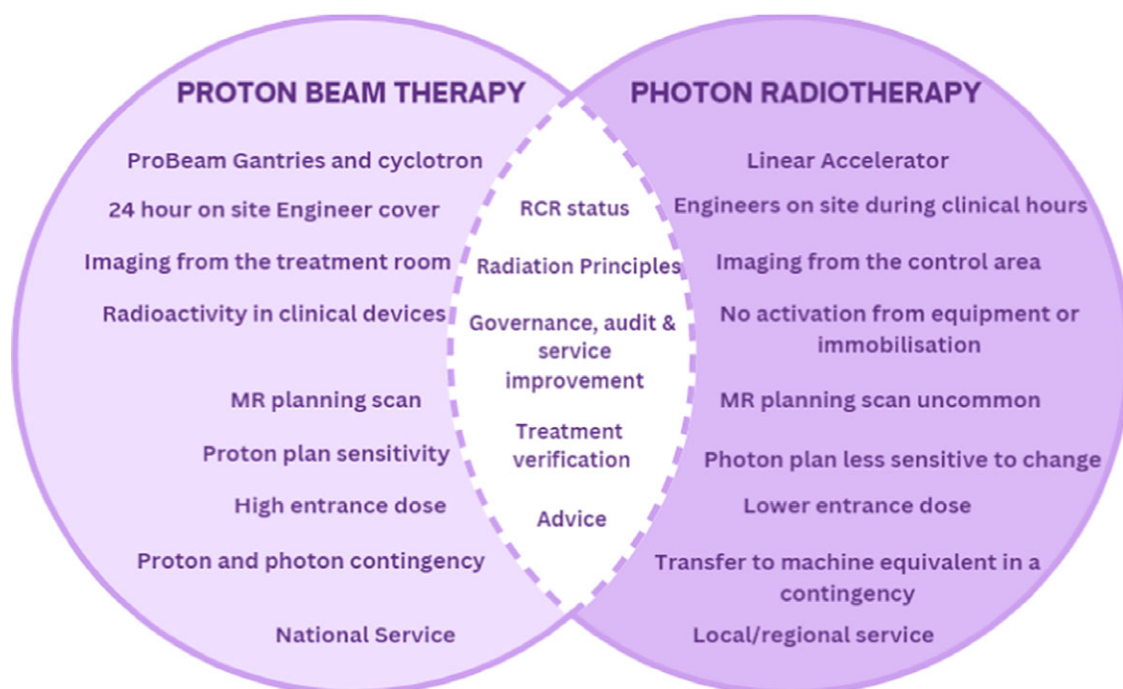 PROTON BEAM THERAPY
ProBeam Gantries and cyclotron
24 hour on site Engineer cover
Imaging from the treatment room
Radioactivity in clinical devices
MR planning scan
Proton plan sensitivity
High entrance dose
Proton and photon contingency
National Service
RCR status
Radiation Principles
Governance, audit &
service
improvement
Treatment
verification
Advice
PHOTON RADIOTHERAPY
Linear Accelerator
Engineers on site during clinical hours
Imaging from the control area
No activation from equipment or
immobilisation
MR planning scan uncommon
Photon plan less sensitive to change
Lower entrance dose
Transfer to machine equivalent in a
contingency
Local/regional service